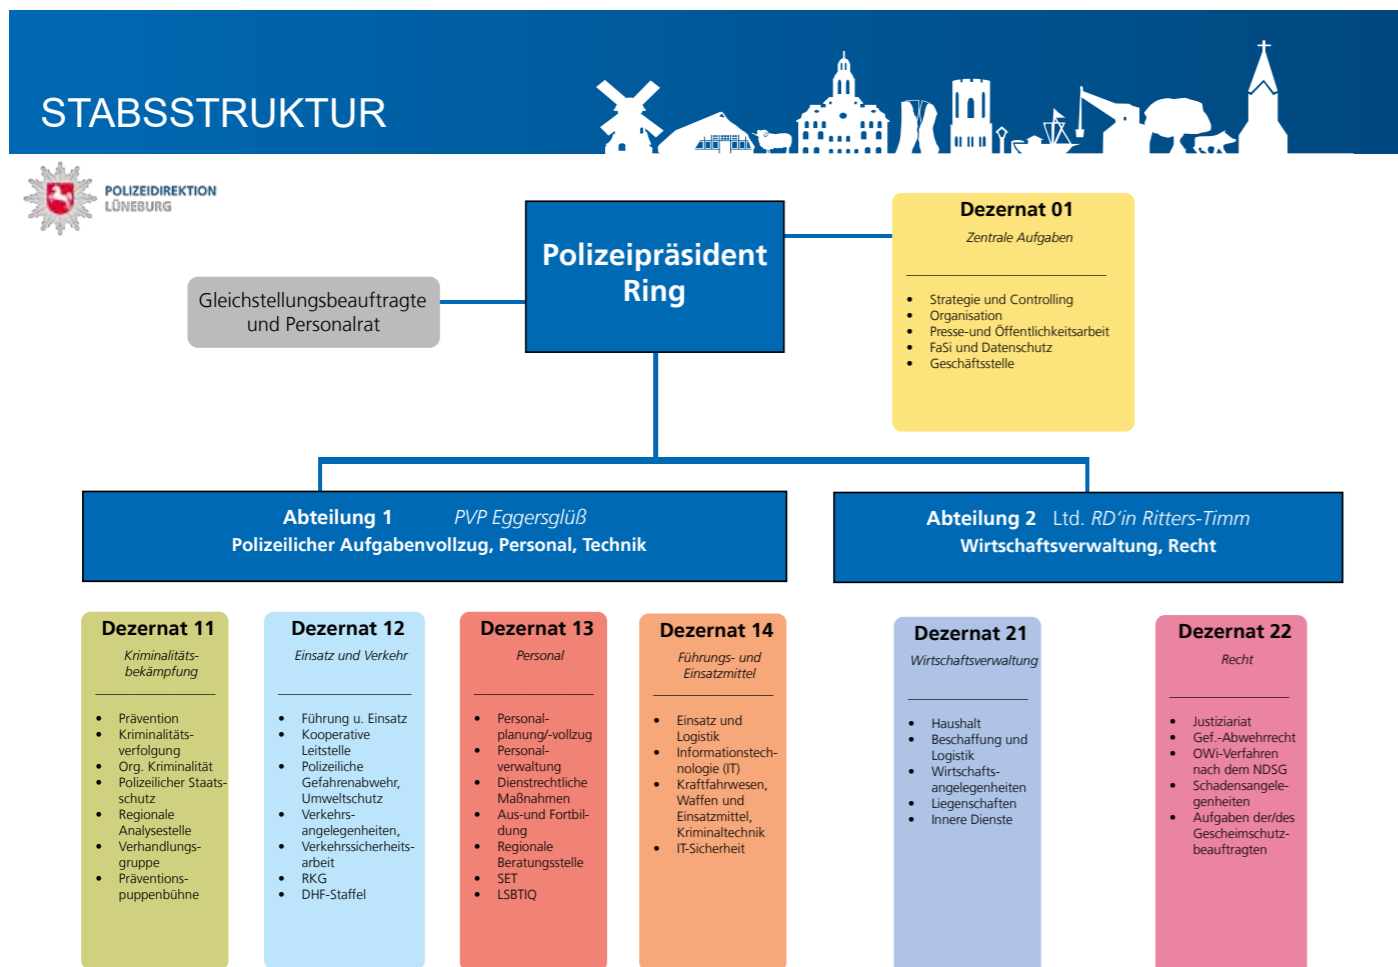 STABSSTRUKTUR
POLIZEIDIREKTION
LÜNEBURG
Polizeipräsident
Ring
Gleichstellungsbeauftragte
und Personalrat
Dezernat 01
Zentrale Aufgaben
• Strategie und Controlling
• Organisation
• Presse-und Öffentlichkeitsarbeit
• FaSi und Datenschutz
• Geschäftsstelle
Abteilung 1 PVP Eggersglüß
Polizeilicher Aufgabenvollzug, Personal, Technik
Abteilung 2 Ltd. RD'in Ritters-Timm
Wirtschaftsverwaltung, Recht
Dezernat 11
Kriminalitäts-
bekämpfung
• Prävention
• Kriminalitäts-
verfolgung
• Org. Kriminalität
• Polizeilicher Staats-
schutz
• Regionale
Analysestelle
• Verhandlungs-
gruppe
• Präventions-
puppenbühne
Dezernat 12
Einsatz und Verkehr
• Führung u. Einsatz
• Kooperative
Leitstelle
• Polizeiliche
Gefahrenabwehr,
Umweltschutz
• Verkehrs-
angelegenheiten,
• Verkehrssicherheits-
arbeit
• RKG
• DHF-Staffel
Dezernat 13
Personal
• Personal-
planung/-vollzug
• Personal-
verwaltung
• Dienstrechtliche
Maßnahmen
• Aus-und Fortbil-
dung
• Regionale
Beratungsstelle
• SET
• LSBTIQ
Dezernat 14
Führungs- und
Einsatzmittel
• Einsatz und
Logistik
• Informationstech-
nologie (IT)
• Kraftfahrwesen,
Waffen und
Einsatzmittel,
Kriminaltechnik
• IT-Sicherheit
Dezernat 21
Wirtschaftsverwaltung
• Haushalt
• Beschaffung und
Logistik
• Wirtschafts-
angelegenheiten
• Liegenschaften
• Innere Dienste
Dezernat 22
Recht
• Justiziariat
• Gef.-Abwehrrecht
• OWi-Verfahren
nach dem NDSG
• Schadensangele-
genheiten
• Aufgaben der/des
Gescheimschutz-
beauftragten